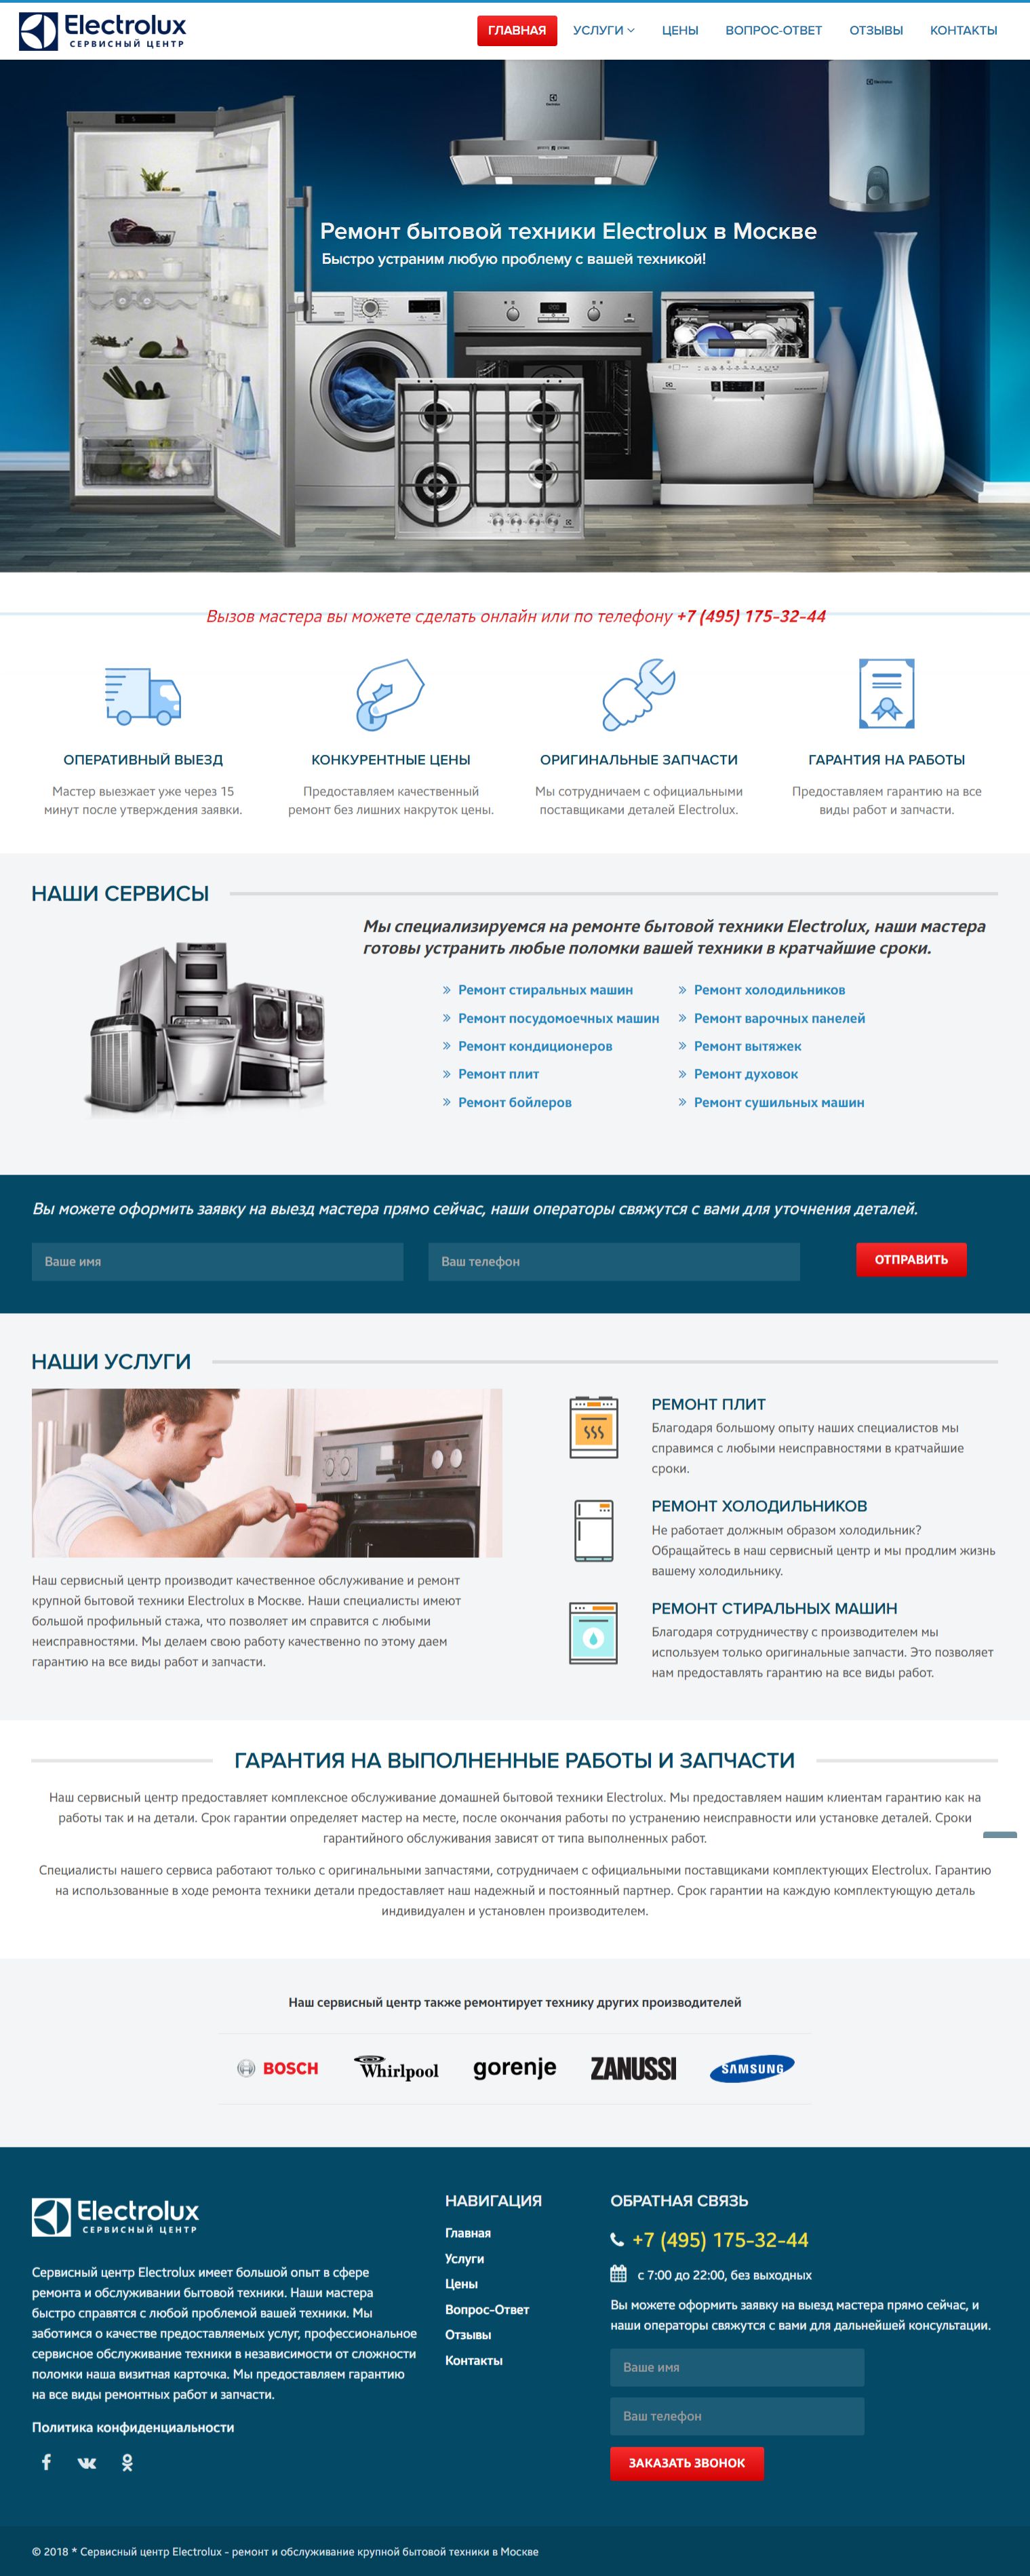 Electrolux
СЕРВИСНЫЙ ЦЕНТР
ГЛАВНАЯ
УСЛУГИ
ЦЕНЫ
ВОПРОС-ОТВЕТ
ОТЗЫВЫ
КОНТАКТЫ
Electrolux
Electrolux
Ремонт бытовой техники Electrolux в Москве
Быстро устраним любую проблему с вашей техникой!
Вызов мастера вы можете сделать онлайн или по телефону +7 (495) 175-32-44
ОПЕРАТИВНЫЙ ВЫЕЗД
Мастер выезжает уже через 15
минут после утверждения заявки.
КОНКУРЕНТНЫЕ ЦЕНЫ
Предоставляем качественный
ремонт без лишних накруток цены.
ОРИГИНАЛЬНЫЕ ЗАПЧАСТИ
Мы сотрудничаем с официальными
поставщиками деталей Electrolux.
ГАРАНТИЯ НА РАБОТЫ
Предоставляем гарантию на все
виды работ и запчасти.
НАШИ СЕРВИСЫ
Мы специализируемся на ремонте бытовой техники Electrolux, наши мастера
готовы устранить любые поломки вашей техники в кратчайшие сроки.
Ремонт стиральных машин
Ремонт посудомоечных машин
Ремонт кондиционеров
Ремонт плит
Ремонт бойлеров
Ремонт холодильников
Ремонт варочных панелей
Ремонт вытяжек
Ремонт духовок
Ремонт сушильных машин
Вы можете оформить заявку на выезд мастера прямо сейчас, наши операторы свяжутся с вами для уточнения деталей.
Ваше имя
Ваш телефон
ОТПРАВИТЬ
НАШИ УСЛУГИ
Наш сервисный центр производит качественное обслуживание и ремонт
крупной бытовой техники Electrolux в Москве. Наши специалисты имеют
большой профильный стажа, что позволяет им справится с любыми
неисправностями. Мы делаем свою работу качественно по этому даем
гарантию на все виды работ и запчасти.
РЕМОНТ ПЛИТ
Благодаря большому опыту наших специалистов мы
справимся с любыми неисправностями в кратчайшие
сроки.
РЕМОНТ ХОЛОДИЛЬНИКОВ
Не работает должным образом холодильник?
Обращайтесь в наш сервисный центр и мы продлим жизнь
вашему холодильнику.
РЕМОНТ СТИРАЛЬНЫХ МАШИН
Благодаря сотрудничеству с производителем мы
используем только оригинальные запчасти. Это позволяет
нам предоставлять гарантию на все виды работ.
ГАРАНТИЯ НА ВЫПОЛНЕННЫЕ РАБОТЫ И ЗАПЧАСТИ
Наш сервисный центр предоставляет комплексное обслуживание домашней бытовой техники Electrolux. Мы предоставляем нашим клиентам гарантию как на
работы так и на детали. Срок гарантии определяет мастер на месте, после окончания работы по устранению неисправности или установке деталей. Сроки
гарантийного обслуживания зависят от типа выполненных работ.
Специалисты нашего сервиса работают только с оригинальными запчастями, сотрудничаем с официальными поставщиками комплектующих Electrolux. Гарантию
на использованные в ходе ремонта техники детали предоставляет наш надежный и постоянный партнер. Срок гарантии на каждую комплектующую деталь
индивидуален и установлен производителем.
Наш сервисный центр также ремонтирует технику других производителей
BOSCH
Whirlpool
gorenje
ZANUSSI
SAMSUNG
Electrolux
СЕРВИСНЫЙ ЦЕНТР
Сервисный центр Electrolux имеет большой опыт в сфере
ремонта и обслуживании бытовой техники. Наши мастера
быстро справятся с любой проблемой вашей техники. Мы
заботимся о качестве предоставляемых услуг, профессиональное
сервисное обслуживание техники в независимости от сложности
поломки наша визитная карточка. Мы предоставляем гарантию
на все виды ремонтных работ и запчасти.
Политика конфиденциальности
НАВИГАЦИЯ
Главная
Услуги
Цены
Вопрос-Ответ
Отзывы
Контакты
ОБРАТНАЯ СВЯЗЬ
+7 (495) 175-32-44
с 7:00 до 22:00, без выходных
Вы можете оформить заявку на выезд мастера прямо сейчас, и
наши операторы свяжутся с вами для дальнейшей консультации.
Ваше имя
Ваш телефон
ЗАКАЗАТЬ ЗВОНОК
© 2018 * Сервисный центр Electrolux - ремонт и обслуживание крупной бытовой техники в Москве